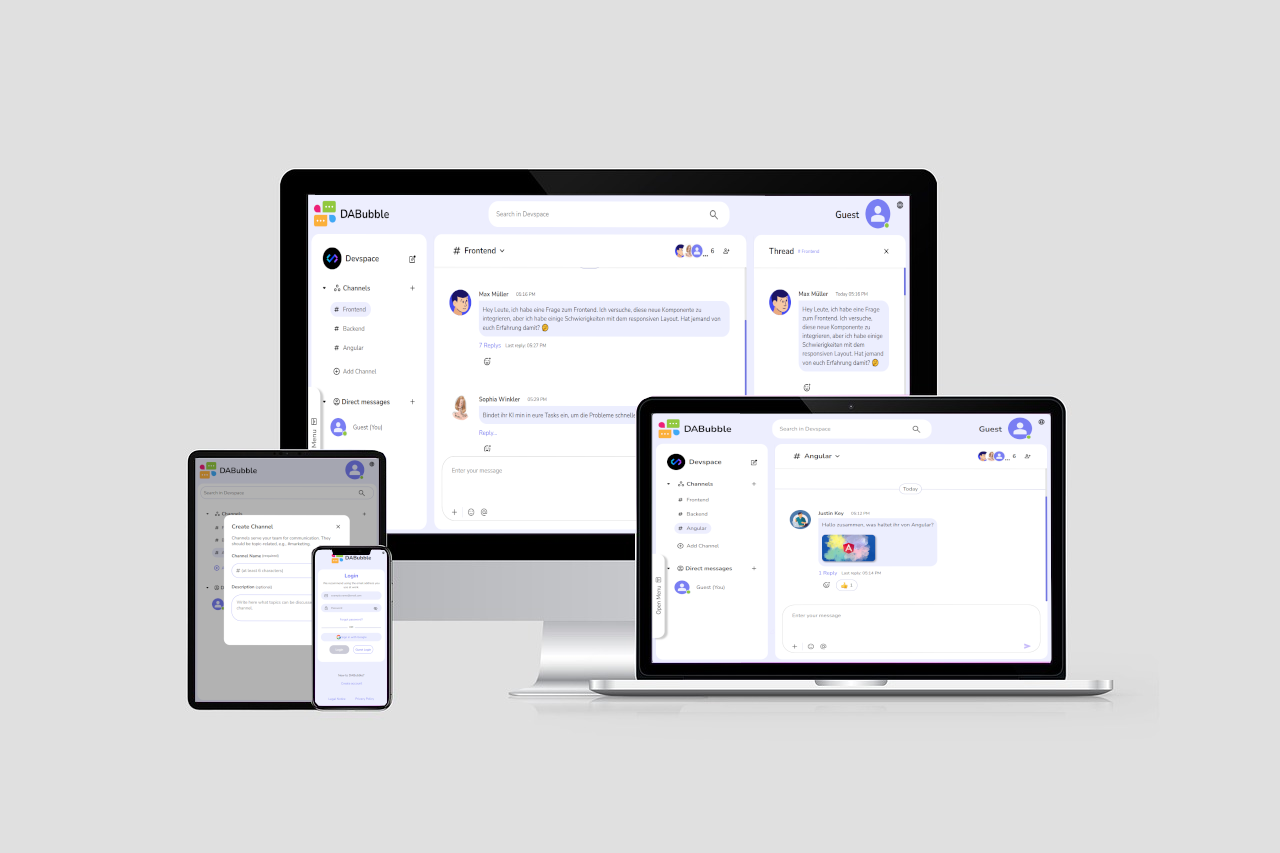 DABubble
Search in Devspace
Guest
Devspace
Channels
# Frontend
# Backend
# Angular
Add Channel
Direct messages
Guest (You)
Menu
# Frontend
6
Max Müller 05:16 PM
Hey Leute, ich habe eine Frage zum Frontend. Ich versuche, diese neue Komponente zu
integrieren, aber ich habe einige Schwierigkeiten mit dem responsiven Layout. Hat jemand von
euch Erfahrung damit?
7 Replys Last reply: 05:27 PM
Sophia Winkler 05:29 PM
Bindet ihr KI min in eure Tasks ein, um die Probleme schnelle
Reply...
Enter your message
Thread # Frontend
Max Müller Today 05:16 PM
Hey Leute, ich habe eine Frage
zum Frontend. Ich versuche,
diese neue Komponente zu
integrieren, aber ich habe einige
Schwierigkeiten mit dem
responsiven Layout. Hat jemand
von euch Erfahrung damit?
DABubble
Search in Devspace
Guest
Devspace
Channels
# Frontend
# Backend
# Angular
Add Channel
Direct messages
Guest (You)
Open Menu
# Angular
6
Today
Justin Key 05:12 PM
Hallo zusammen, was haltet ihr von Angular?
1 Reply Last reply: 05:14 PM
1
Enter your message
DABubble
Search in Devspace
Channels
Create Channel
Channels serve your team for communication. They
should be topic-related, e.g., #marketing.
Channel Name (required)
# (at least 6 characters)
Description (optional)
Write here what topics can be discuss
channel.
DABubble
Login
Password
Forgot password?
Login
Guest Login
New to DABubble?
Create account
Legal Notice Privacy Policy